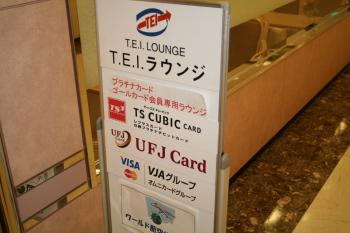 TEI
T.E.I. LOUNGE
T.E.I.ラウンジ
プラチナカード
ゴールドカード会員専用ラウンジ
TS3
TS CUBIC CARD
UFJ
UFJ Card
VISA
VJAグループ
オムニカードグループ